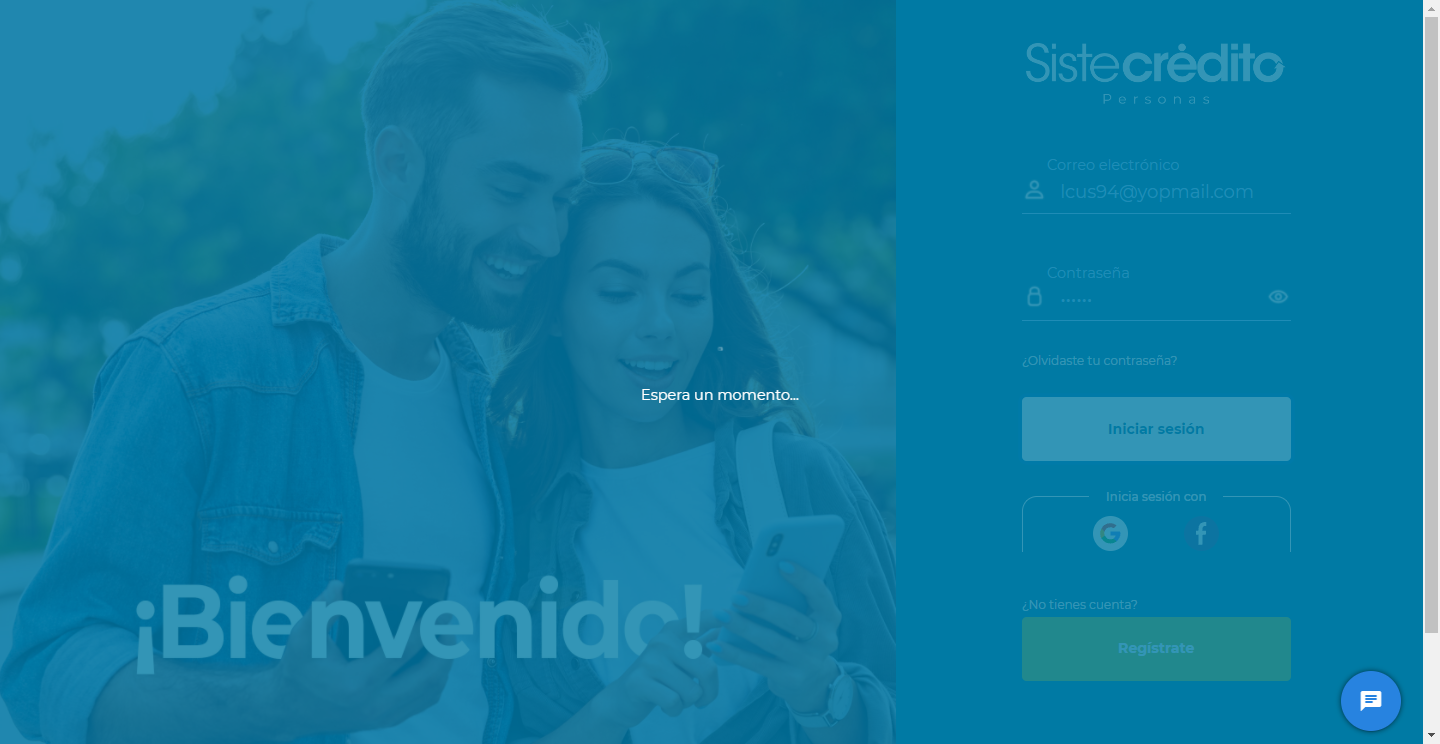 Sistecrédito
Personas
Correo electrónico
lcus94@yopmail.com
Contraseña
••••••
¿Olvidaste tu contraseña?
Espera un momento...
Iniciar sesión
Inicia sesión con
¡Bienvenido!
¿No tienes cuenta?
Regístrate